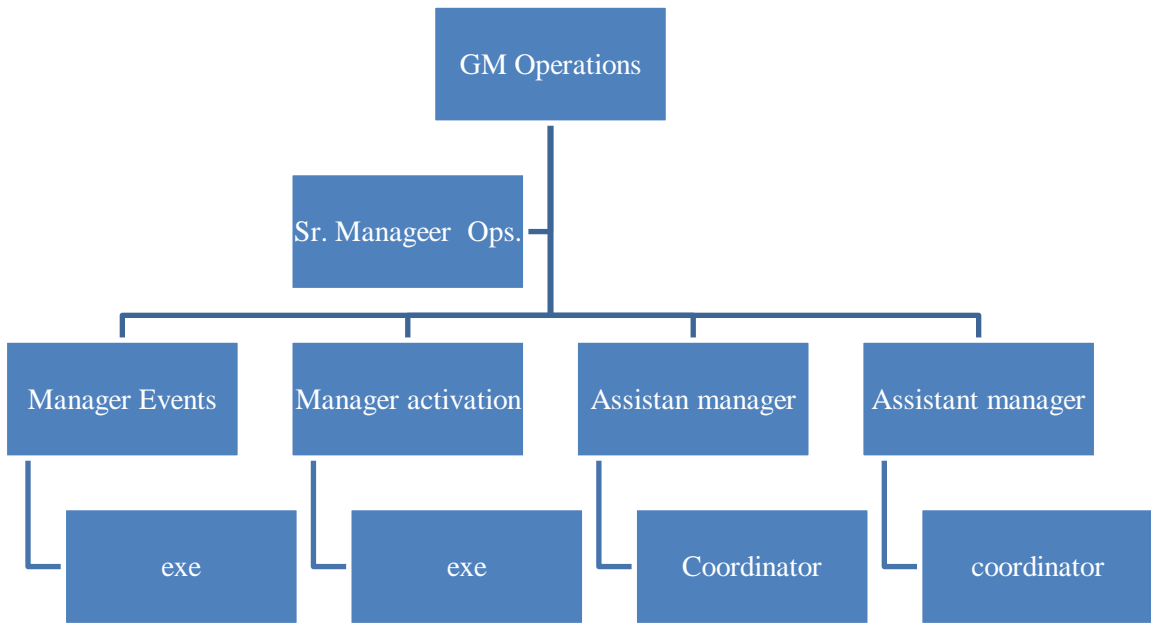 GM Operations
Sr. Manageer  Ops.
Manager Events
Manager activation
Assistan manager
Assistant manager
exe
exe
Coordinator
coordinator